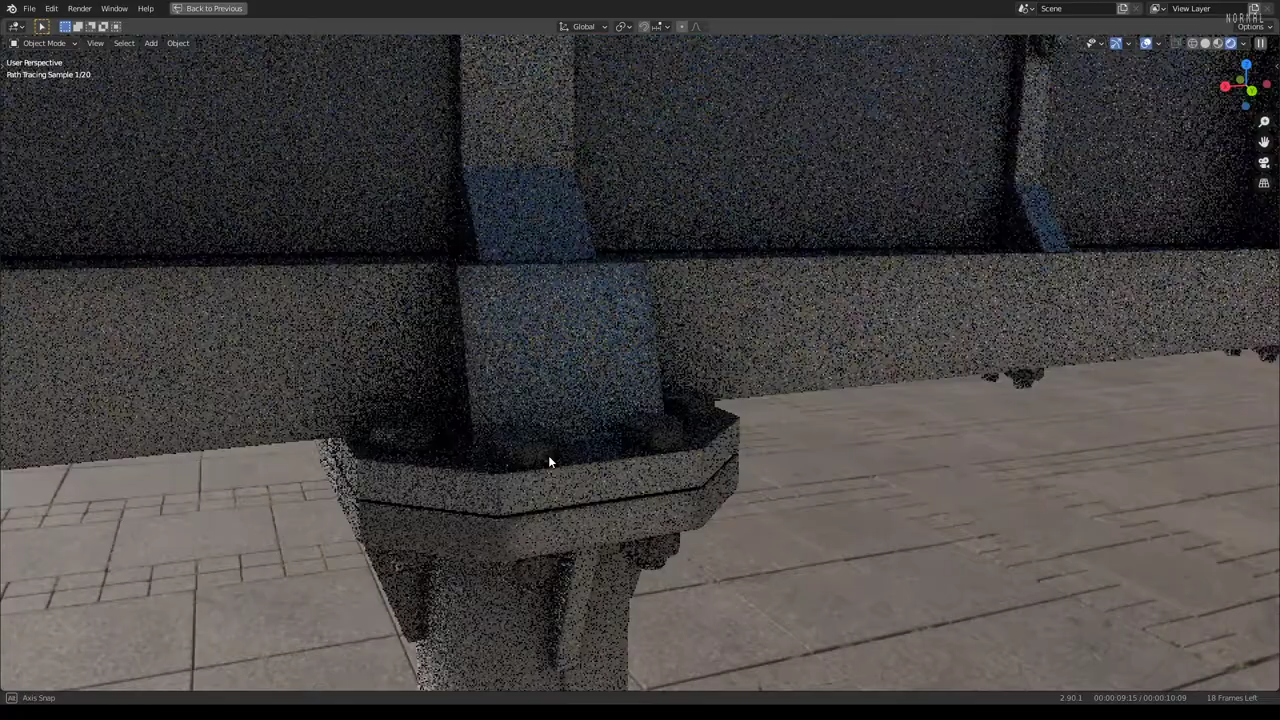 File Edit Render Window Help Back to Previous Scene View Layer
NORMAL
Global Options
Object Mode View Select Add Object
User Perspective
Path Tracing Sample 1/20
Axis Snap 2.90.1 00:00:09:15 / 00:00:10:09 18 Frames Left